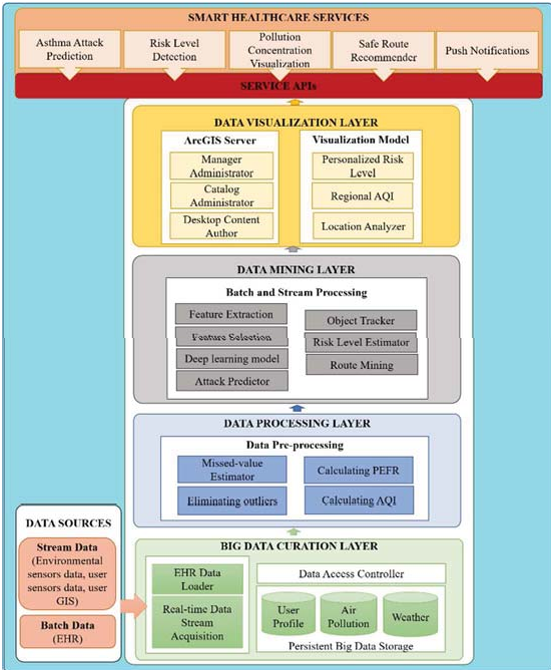 SMART HEALTHCARE SERVICES
Asthma Attack
Prediction
Risk Level
Detection
Pollution
Concentration
Visualization
Safe Route
Recommender
Push Notifications
SERVICE APIs
DATA VISUALIZATION LAYER
ArcGIS Server
Manager
Administrator
Catalog
Administrator
Desktop Content
Author
Visualization Model
Personalized Risk
Level
Regional AQI
Location Analyzer
DATA MINING LAYER
Batch and Stream Processing
Feature Extraction
Feature Selection
Deep learning model
Attack Predictor
Object Tracker
Risk Level Estimator
Route Mining
DATA PROCESSING LAYER
Data Pre-processing
Missed-value
Estimator
Eliminating outliers
Calculating PEFR
Calculating AQI
DATA SOURCES
Stream Data
(Environmental
sensors data, user
sensors data, user
GIS)
Batch Data
(EHR)
BIG DATA CURATION LAYER
EHR Data
Loader
Real-time Data
Stream
Acquisition
Data Access Controller
User
Profile
Air
Pollution
Weather
Persistent Big Data Storage